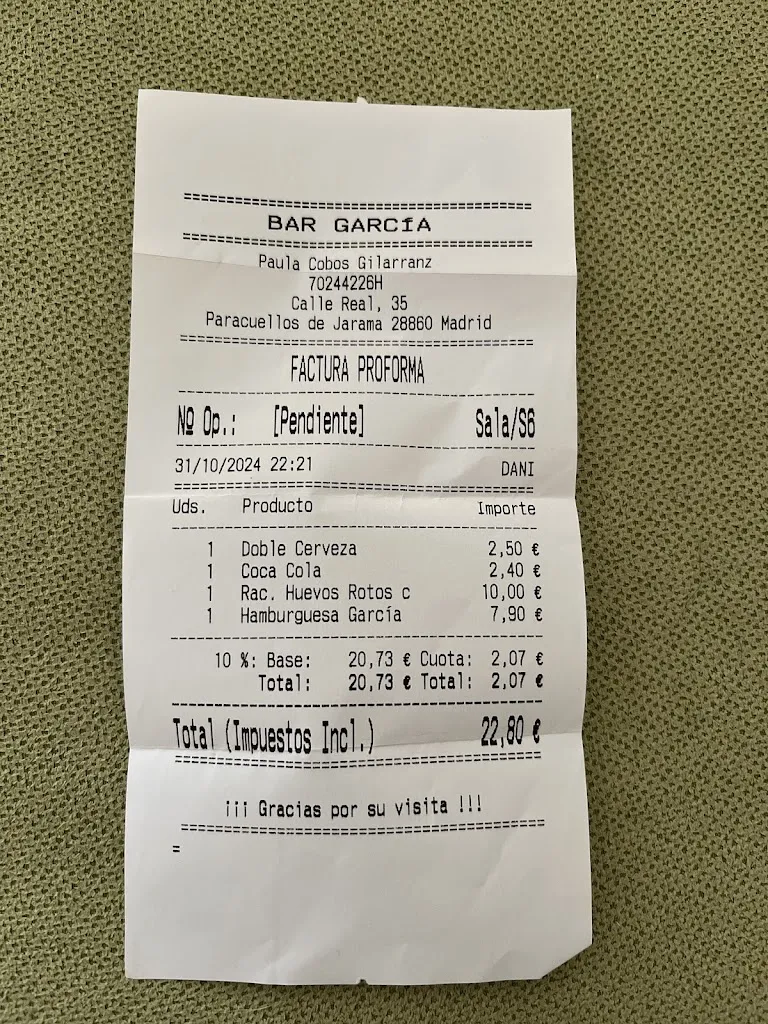 ==============================
BAR GARCÍA
==============================
Paula Cobos Gilarranz
70244226H
Calle Real, 35
Paracuellos de Jarama 28860 Madrid
==============================
FACTURA PROFORMA
Nº Op.: [Pendiente] Sala/S6
31/10/2024 22:21 DANI
==============================
Uds. Producto Importe
1 Doble Cerveza 2,50 €
1 Coca Cola 2,40 €
1 Rac. Huevos Rotos c 10,00 €
1 Hamburguesa García 7,90 €
10 %: Base: 20,73 € Cuota: 2,07 €
Total: 20,73 € Total: 2,07 €
Total (Impuestos Incl.) 22,80 €
==============================
¡¡¡ Gracias por su visita !!!
==============================
=